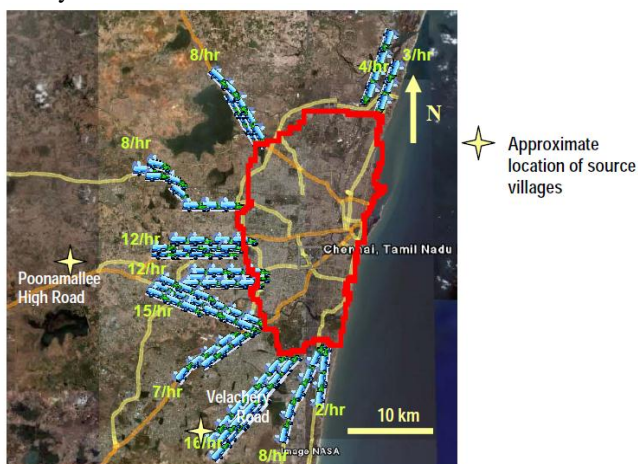 8/hr
4/hr
3/hr
N
Approximate
location of source
villages
8/hr
12/hr
Chennai, Tamil Nadu
Poonamallee
High Road
12/hr
15/hr
7/hr
Velachery
Road
2/hr
10 km
16/hr
8/hr
Image NASA